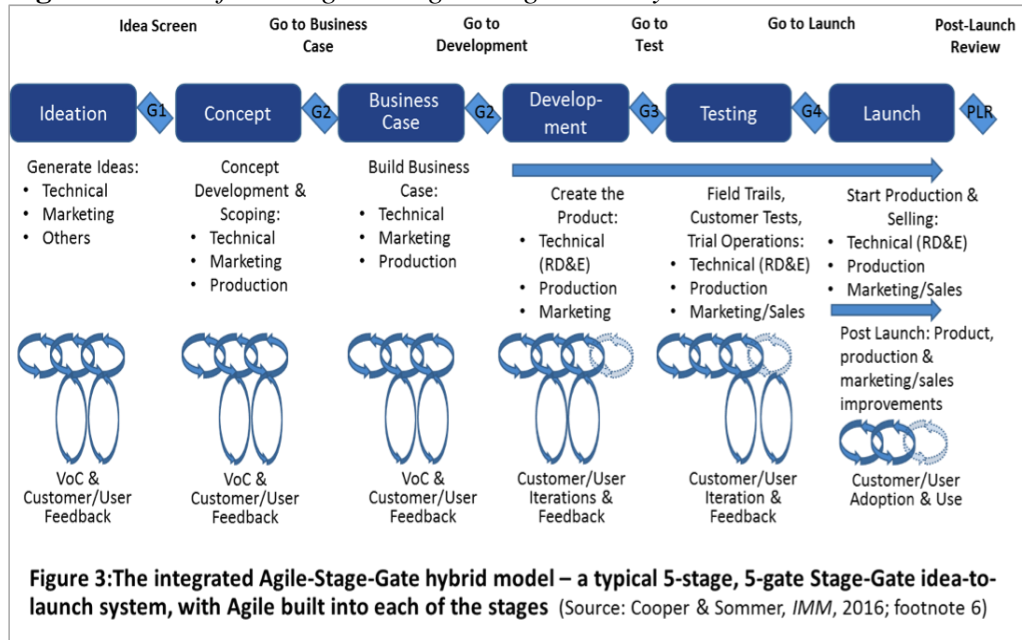 Idea Screen
Go to Business
Case
Go to
Development
Go to
Test
Go to Launch
Post-Launch
Review
Ideation
G1
Concept
G2
Business
Case
G2
Develop-
ment
G3
Testing
G4
Launch
PLR
Generate Ideas:
• Technical
• Marketing
• Others
Concept
Development &
Scoping:
• Technical
• Marketing
• Production
Build Business
Case:
• Technical
• Marketing
• Production
Create the
Product:
• Technical
(RD&E)
• Production
• Marketing
Field Trails,
Customer Tests,
Trial Operations:
• Technical (RD&E)
• Production
• Marketing/Sales
Start Production &
Selling:
• Technical (RD&E)
• Production
• Marketing/Sales
Post Launch: Product,
production &
marketing/sales
improvements
VoC &
Customer/User
Feedback
VoC &
Customer/User
Feedback
VoC &
Customer/User
Feedback
Customer/User
Iterations &
Feedback
Customer/User
Iteration &
Feedback
Customer/User
Adoption & Use
Figure 3:The integrated Agile-Stage-Gate hybrid model – a typical 5-stage, 5-gate Stage-Gate idea-to-
launch system, with Agile built into each of the stages (Source: Cooper & Sommer, IMM, 2016; footnote 6)